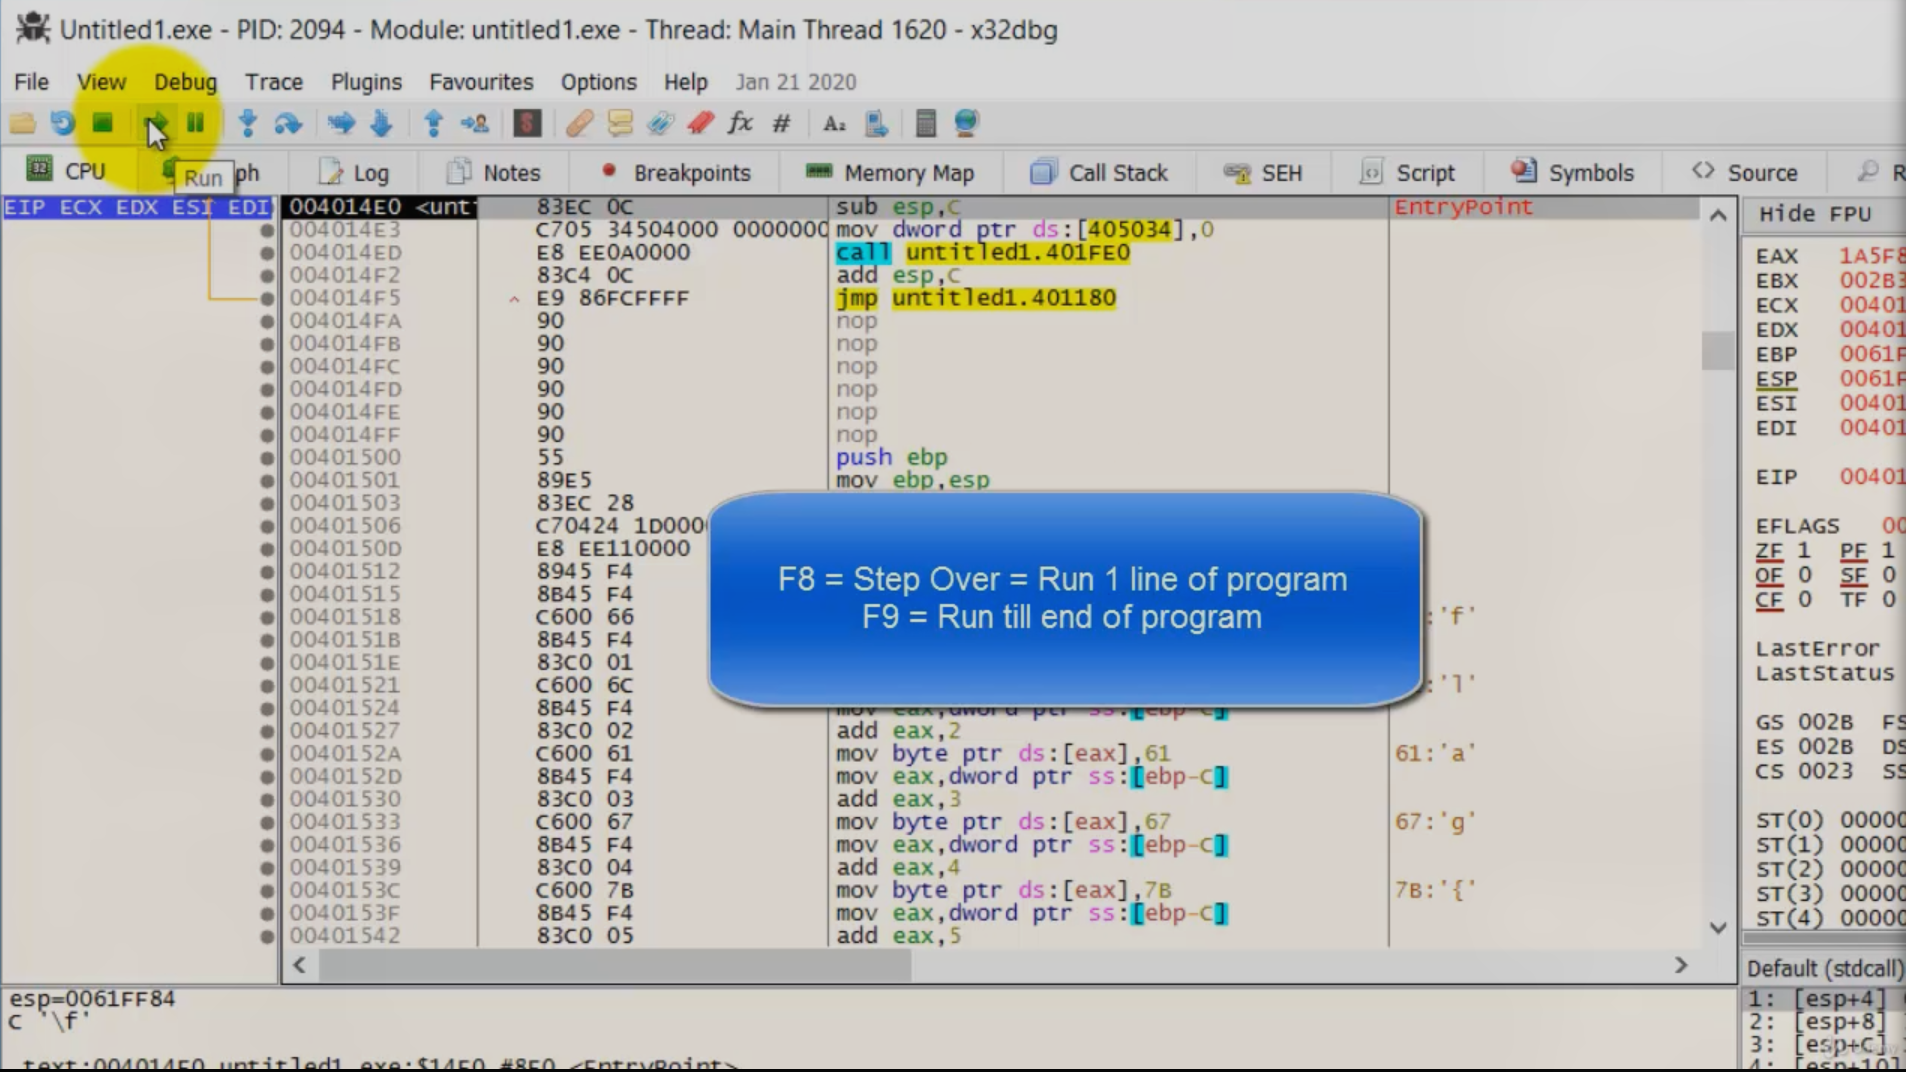 Untitled1.exe - PID: 2094 - Module: untitled1.exe - Thread: Main Thread 1620 - x32dbg
File View Debug Trace Plugins Favourites Options Help Jan 21 2020
CPU Run ph Log Notes Breakpoints Memory Map Call Stack SEH Script Symbols Source R
EIP ECX EDX ESI EDI 004014E0 <unt 83EC 0C sub esp,C EntryPoint
004014E3 C705 34504000 0000000 mov dword ptr ds:[405034],0
004014ED E8 EE0A0000 call untitled1.401FE0
004014F2 83C4 0C add esp,C
004014F5 ^ E9 86FCFFFF jmp untitled1.401180
004014FA 90 nop
004014FB 90 nop
004014FC 90 nop
004014FD 90 nop
004014FE 90 nop
004014FF 90 nop
00401500 55 push ebp
00401501 89E5 mov ebp,esp
00401503 83EC 28
00401506 C70424 1D000
0040150D E8 EE110000
00401512 8945 F4
00401515 8B45 F4
00401518 C600 66 :'f'
0040151B 8B45 F4
0040151E 83C0 01
00401521 C600 6C :'l'
00401524 8B45 F4 mov eax,dword ptr ss:[ebp-C]
00401527 83C0 02 add eax,2
0040152A C600 61 mov byte ptr ds:[eax],61 61:'a'
0040152D 8B45 F4 mov eax,dword ptr ss:[ebp-C]
00401530 83C0 03 add eax,3
00401533 C600 67 mov byte ptr ds:[eax],67 67:'g'
00401536 8B45 F4 mov eax,dword ptr ss:[ebp-C]
00401539 83C0 04 add eax,4
0040153C C600 7B mov byte ptr ds:[eax],7B 7B:'{'
0040153F 8B45 F4 mov eax,dword ptr ss:[ebp-C]
00401542 83C0 05 add eax,5
F8 = Step Over = Run 1 line of program
F9 = Run till end of program
Hide FPU
EAX 1A5F8
EBX 002B3
ECX 00401
EDX 00401
EBP 0061F
ESP 0061F
ESI 00401
EDI 00401
EIP 00401
EFLAGS 00
ZF 1 PF 1
OF 0 SF 0
CF 0 TF 0
LastError
LastStatus
GS 002B FS
ES 002B DS
CS 0023 SS
ST(0) 0000
ST(1) 0000
ST(2) 0000
ST(3) 0000
ST(4) 0000
Default (stdcall)
1: [esp+4]
2: [esp+8]
3: [esp+C]
4: [esp+10]
esp=0061FF84
C '\f'
.text:004014E0 untitled1.exe:$14E0 #8E0 <EntryPoint>